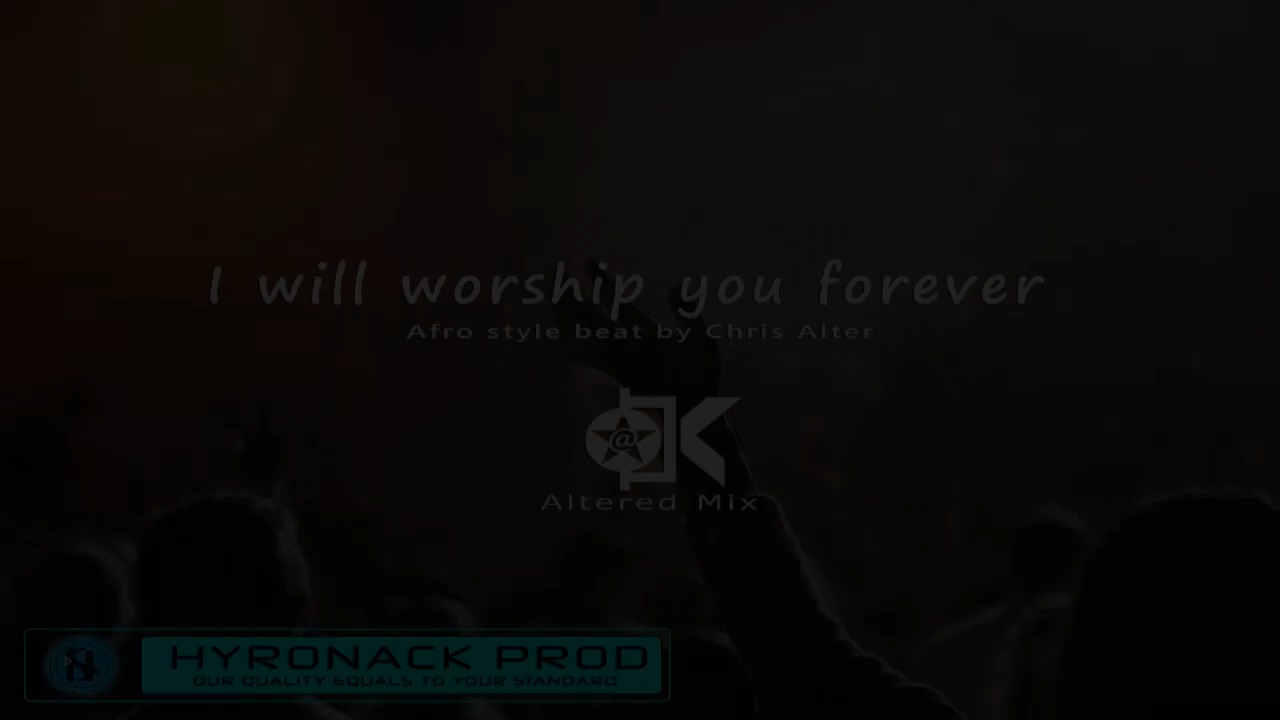 I will worship you forever
Afro style beat by Chris Alter
@
K
Altered Mix
HYRONACK PROD
OUR QUALITY EQUALS TO YOUR STANDARD